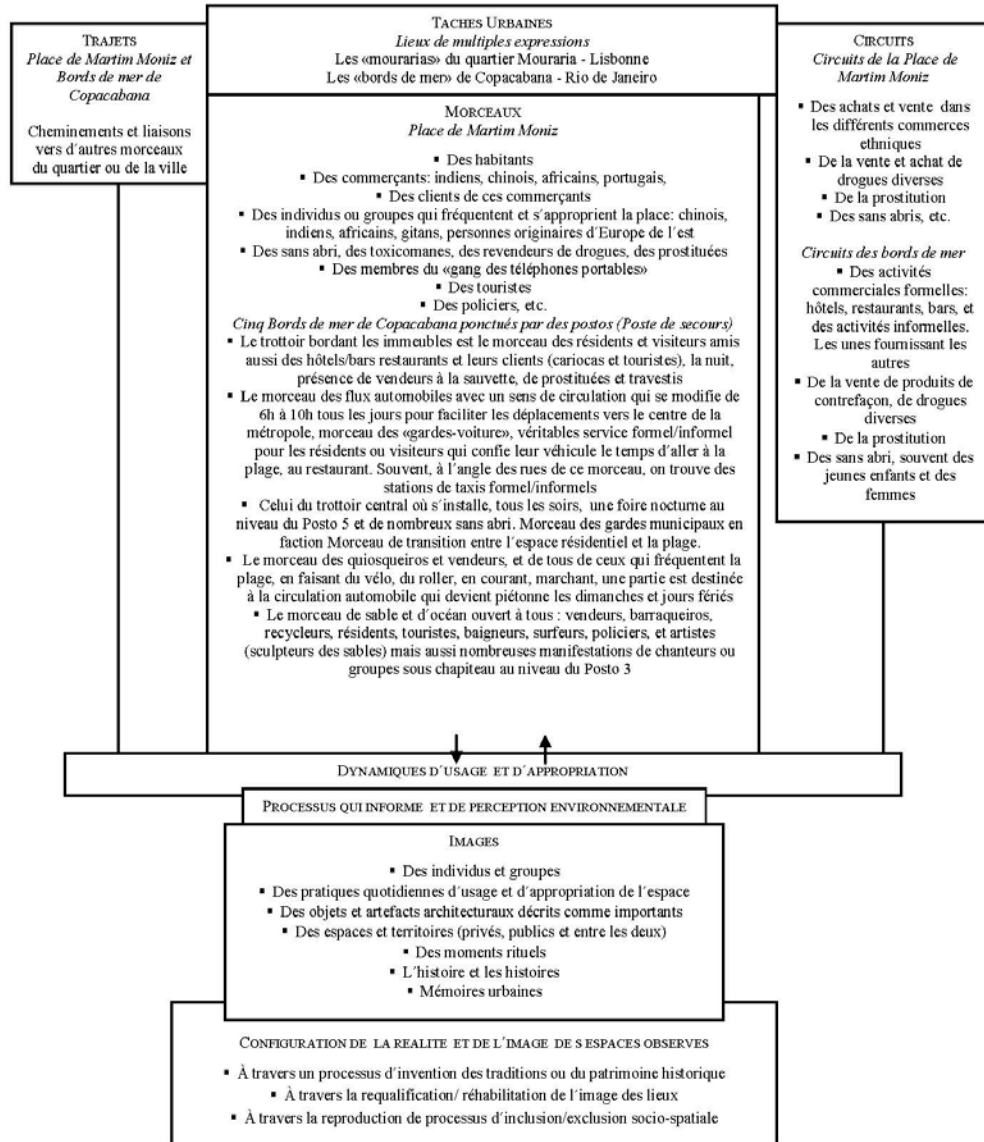 TACHES URBAINES
Lieux de multiples expressions
Les «mourarias» du quartier Mouraria - Lisbonne
Les «bords de mer» de Copacabana - Rio de Janeiro
TRAJETS
Place de Martim Moniz et
Bords de mer de
Copacabana
Cheminements et liaisons
vers d´autres morceaux
du quartier ou de la ville
MORCEAUX
Place de Martim Moniz
▪ Des habitants
▪ Des commerçants: indiens, chinois, africains, portugais,
▪ Des clients de ces commerçants
▪ Des individus ou groupes qui fréquentent et s´approprient la place: chinois,
indiens, africains, gitans, personnes originaires d´Europe de l´est
▪ Des sans abri, des toxicomanes, des revendeurs de drogues, des prostituées
▪ Des membres du «gang des téléphones portables»
▪ Des touristes
▪ Des policiers, etc.
Cinq Bords de mer de Copacabana ponctués par des postos (Poste de secours)
▪ Le trottoir bordant les immeubles est le morceau des résidents et visiteurs amis
aussi des hôtels/bars restaurants et leurs clients (cariocas et touristes), la nuit,
présence de vendeurs à la sauvette, de prostituées et travestis
▪ Le morceau des flux automobiles avec un sens de circulation qui se modifie de
6h à 10h tous les jours pour faciliter les déplacements vers le centre de la
métropole, morceau des «gardes-voiture», véritables service formel/informel
pour les résidents ou visiteurs qui confie leur véhicule le temps d'aller à la
plage, au restaurant. Souvent, à l'angle des rues de ce morceau, on trouve des
stations de taxis formel/informels
▪ Celui du trottoir central où s'installe, tous les soirs, une foire nocturne au
niveau du Posto 5 et de nombreux sans abri. Morceau des gardes municipaux en
faction Morceau de transition entre l'espace résidentiel et la plage.
▪ Le morceau des quiosqueiros et vendeurs, et de tous de ceux qui fréquentent la
plage, en faisant du vélo, du roller, en courant, marchant, une partie est destinée
à la circulation automobile qui devient piétonne les dimanches et jours fériés
▪ Le morceau de sable et d'océan ouvert à tous : vendeurs, barraqueiros,
recycleurs, résidents, touristes, baigneurs, surfeurs, policiers, et artistes
(sculpteurs des sables) mais aussi nombreuses manifestations de chanteurs ou
groupes sous chapiteau au niveau du Posto 3
CIRCUITS
Circuits de la Place de
Martim Moniz
▪ Des achats et vente dans
les différents commerces
ethniques
▪ De la vente et achat de
drogues diverses
▪ De la prostitution
▪ Des sans abris, etc.
Circuits des bords de mer
▪ Des activités
commerciales formelles:
hôtels, restaurants, bars, et
des activités informelles.
Les unes fournissant les
autres
▪ De la vente de produits de
contrefaçon, de drogues
diverses
▪ De la prostitution
▪ Des sans abri, souvent des
jeunes enfants et des
femmes
DYNAMIQUES D´USAGE ET D´APPROPRIATION
PROCESSUS QUI INFORME ET DE PERCEPTION ENVIRONNEMENTALE
IMAGES
▪ Des individus et groupes
▪ Des pratiques quotidiennes d´usage et d´appropriation de l´espace
▪ Des objets et artefacts architecturaux décrits comme importants
▪ Des espaces et territoires (privés, publics et entre les deux)
▪ Des moments rituels
▪ L´histoire et les histoires
▪ Mémoires urbaines
CONFIGURATION DE LA REALITE ET DE L´IMAGE DE S ESPACES OBSERVES
▪ À travers un processus d´invention des traditions ou du patrimoine historique
▪ À travers la requalification/ réhabilitation de l´image des lieux
▪ À travers la reproduction de processus d´inclusion/exclusion socio-spatiale